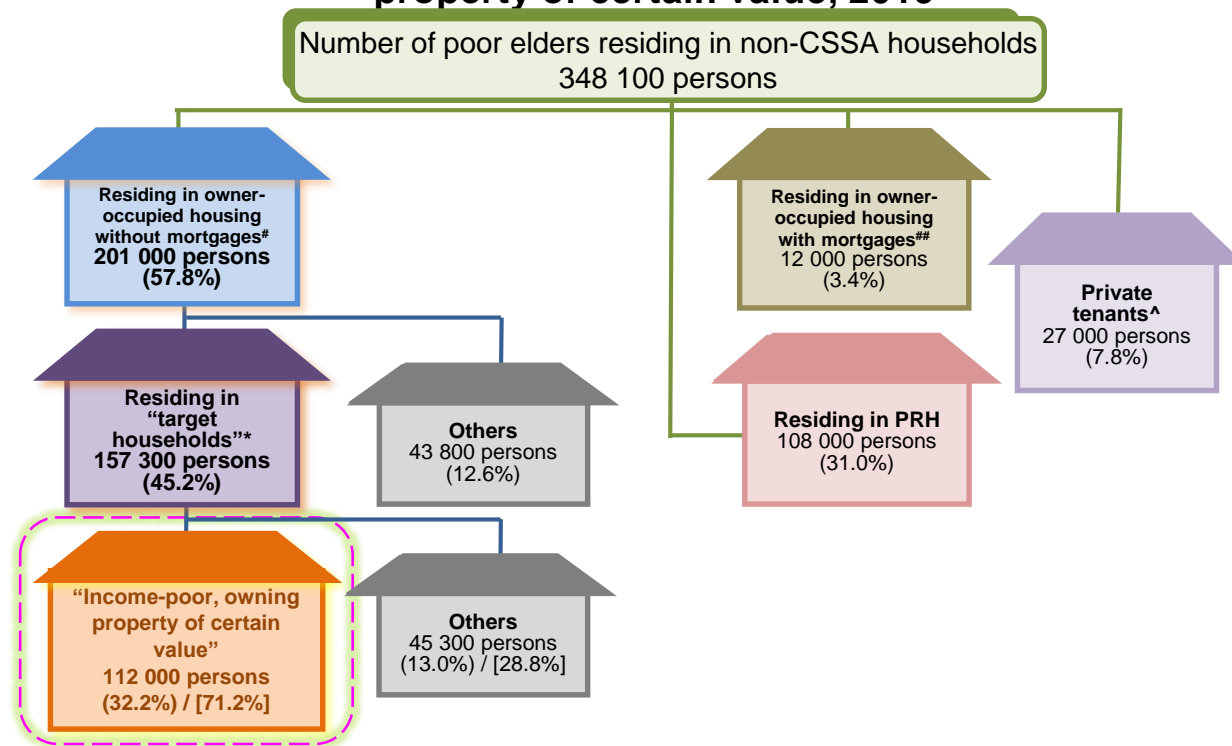 property of certain value,
Number of poor elders residing in non-CSSA households
348 100 persons
Residing in owner-
occupied housing
without mortgages#
201 000 persons
(57.8%)
Residing in owner-
occupied housing
with mortgages##
12 000 persons
(3.4%)
Private
tenants^
27 000 persons
(7.8%)
Residing in
“target
households”*
157 300 persons
(45.2%)
Others
43 800 persons
(12.6%)
Residing in PRH
108 000 persons
(31.0%)
“Income-poor, owning
property of certain
value”
112 000 persons
(32.2%) / [71.2%]
Others
45 300 persons
(13.0%) / [28.8%]